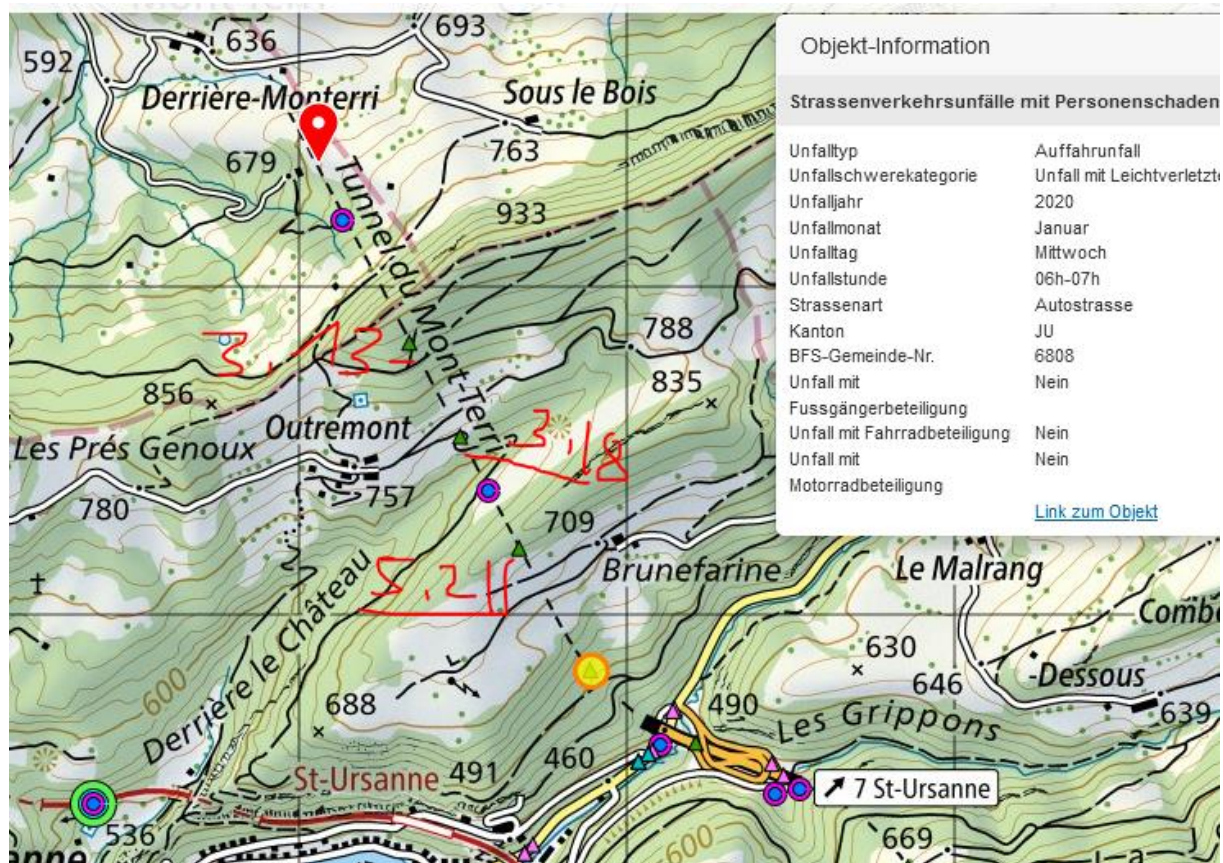 Mont Terri
636
693
592
Derrière-Monterri
Sous le Bois
679
763
Tunnel du Mont-Terri
933
788
856
835
Outremont
Les Prés Genoux
757
780
3,18
709
5,21
Brunefarine
Le Malrang
Derrière le Château
600
688
630
646
-Dessous
639
490
Les Grippons
460
St-Ursanne
491
536
7 St-Ursanne
600
669
Objekt-Information
Strassenverkehrsunfälle mit Personenschaden
Unfalltyp Auffahrunfall
Unfallschwerekategorie Unfall mit Leichtverletzte
Unfalljahr 2020
Unfallmonat Januar
Unfalltag Mittwoch
Unfallstunde 06h-07h
Strassenart Autostrasse
Kanton JU
BFS-Gemeinde-Nr. 6808
Unfall mit Nein
Fussgängerbeteiligung
Unfall mit Fahrradbeteiligung Nein
Unfall mit Nein
Motorradbeteiligung
Link zum Objekt